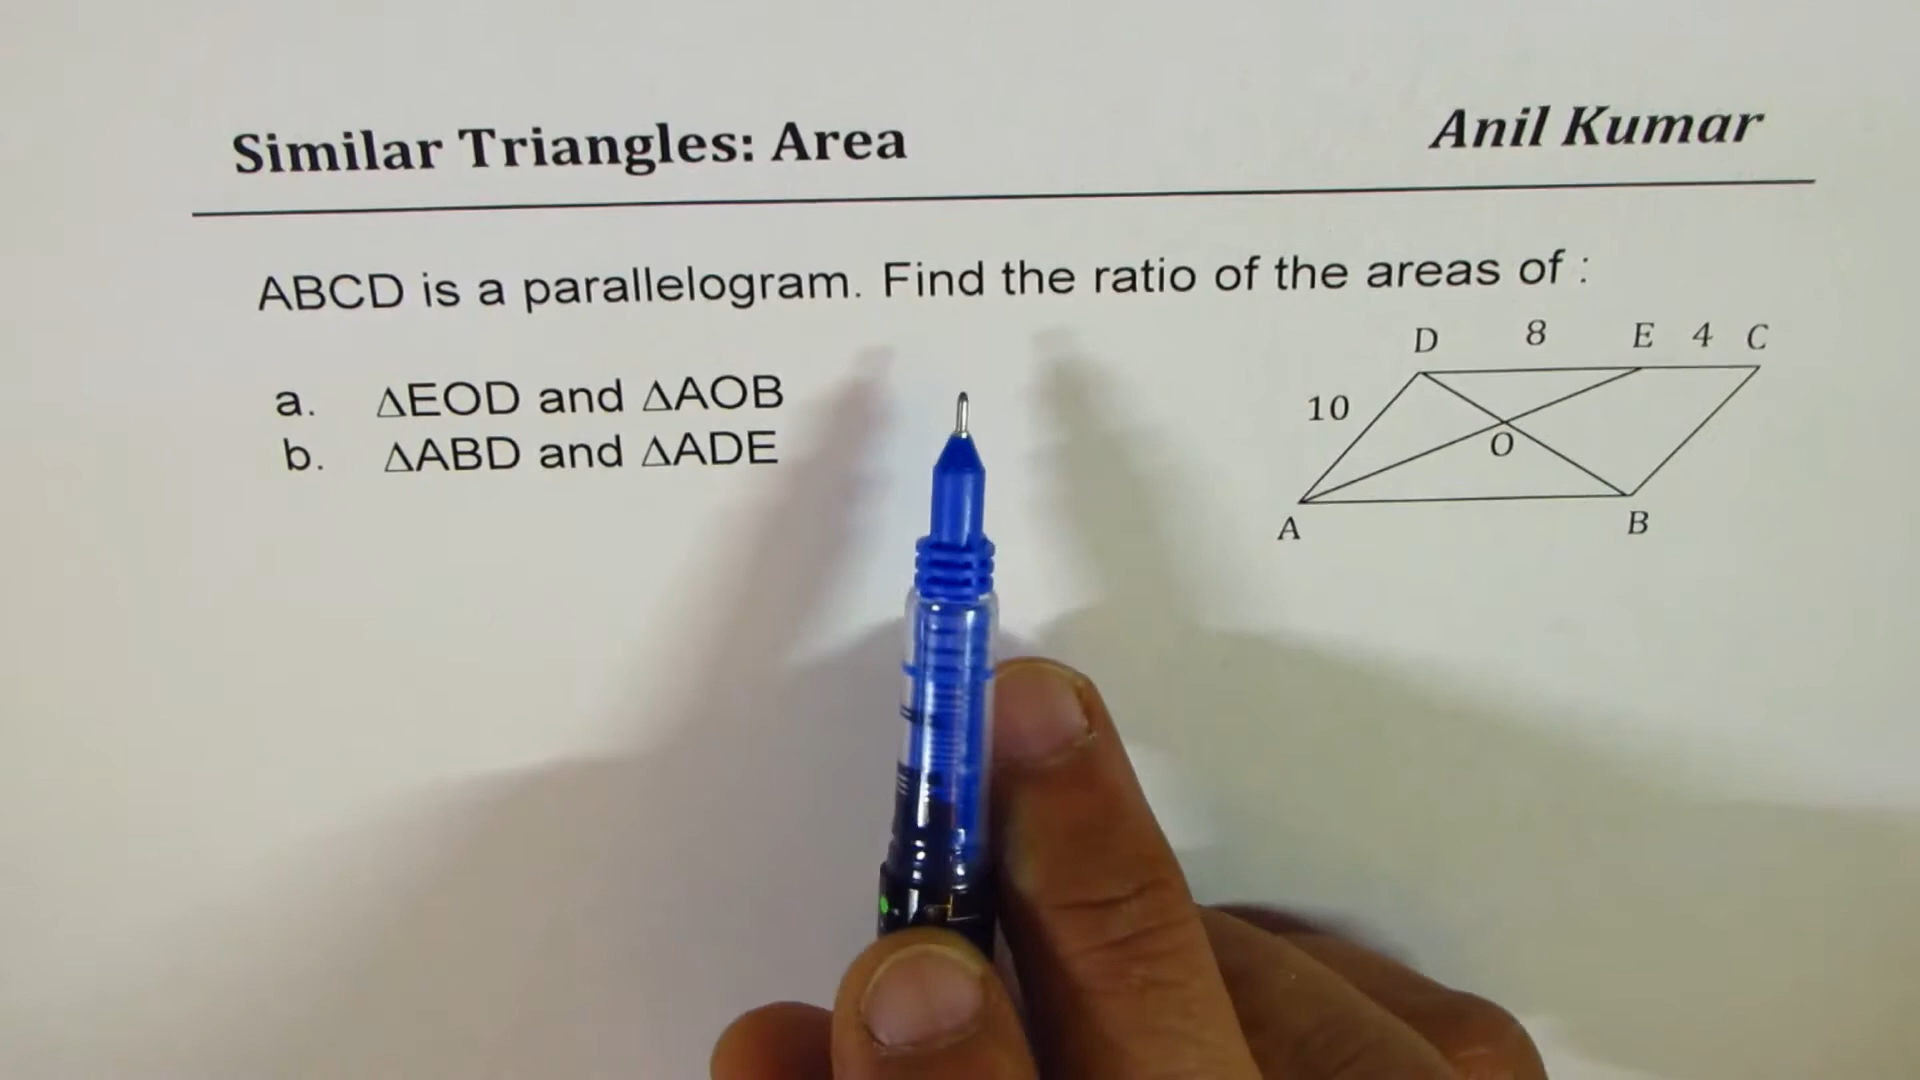 Similar Triangles: Area
Anil Kumar
ABCD is a parallelogram. Find the ratio of the areas of :
a. ΔEOD and ΔAOB
b. ΔABD and ΔADE
D 8 E 4 C
10
O
A
B